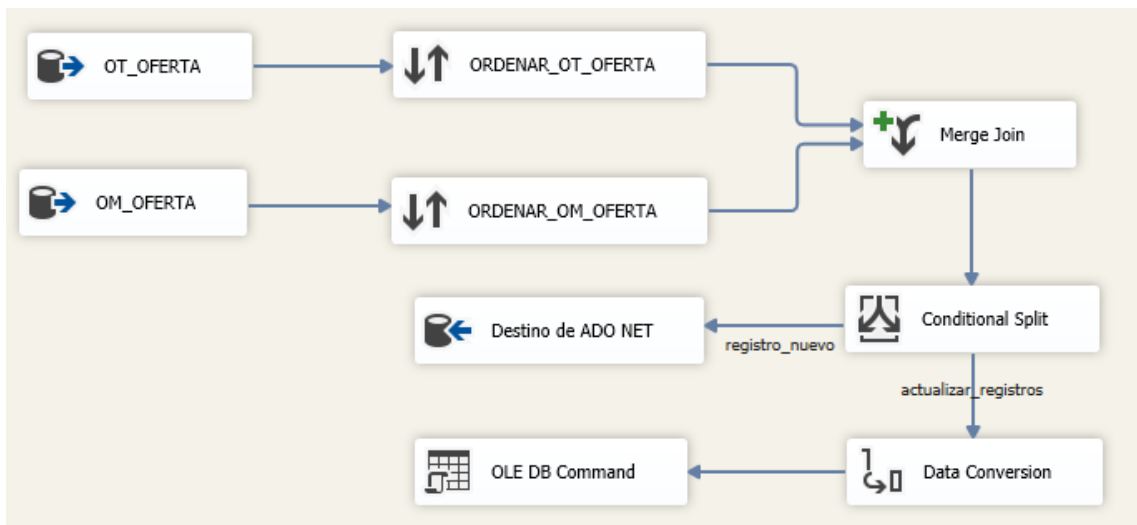 OT_OFERTA
ORDENAR_OT_OFERTA
Merge Join
OM_OFERTA
ORDENAR_OM_OFERTA
Conditional Split
Destino de ADO NET
registro_nuevo
actualizar_registros
OLE DB Command
Data Conversion